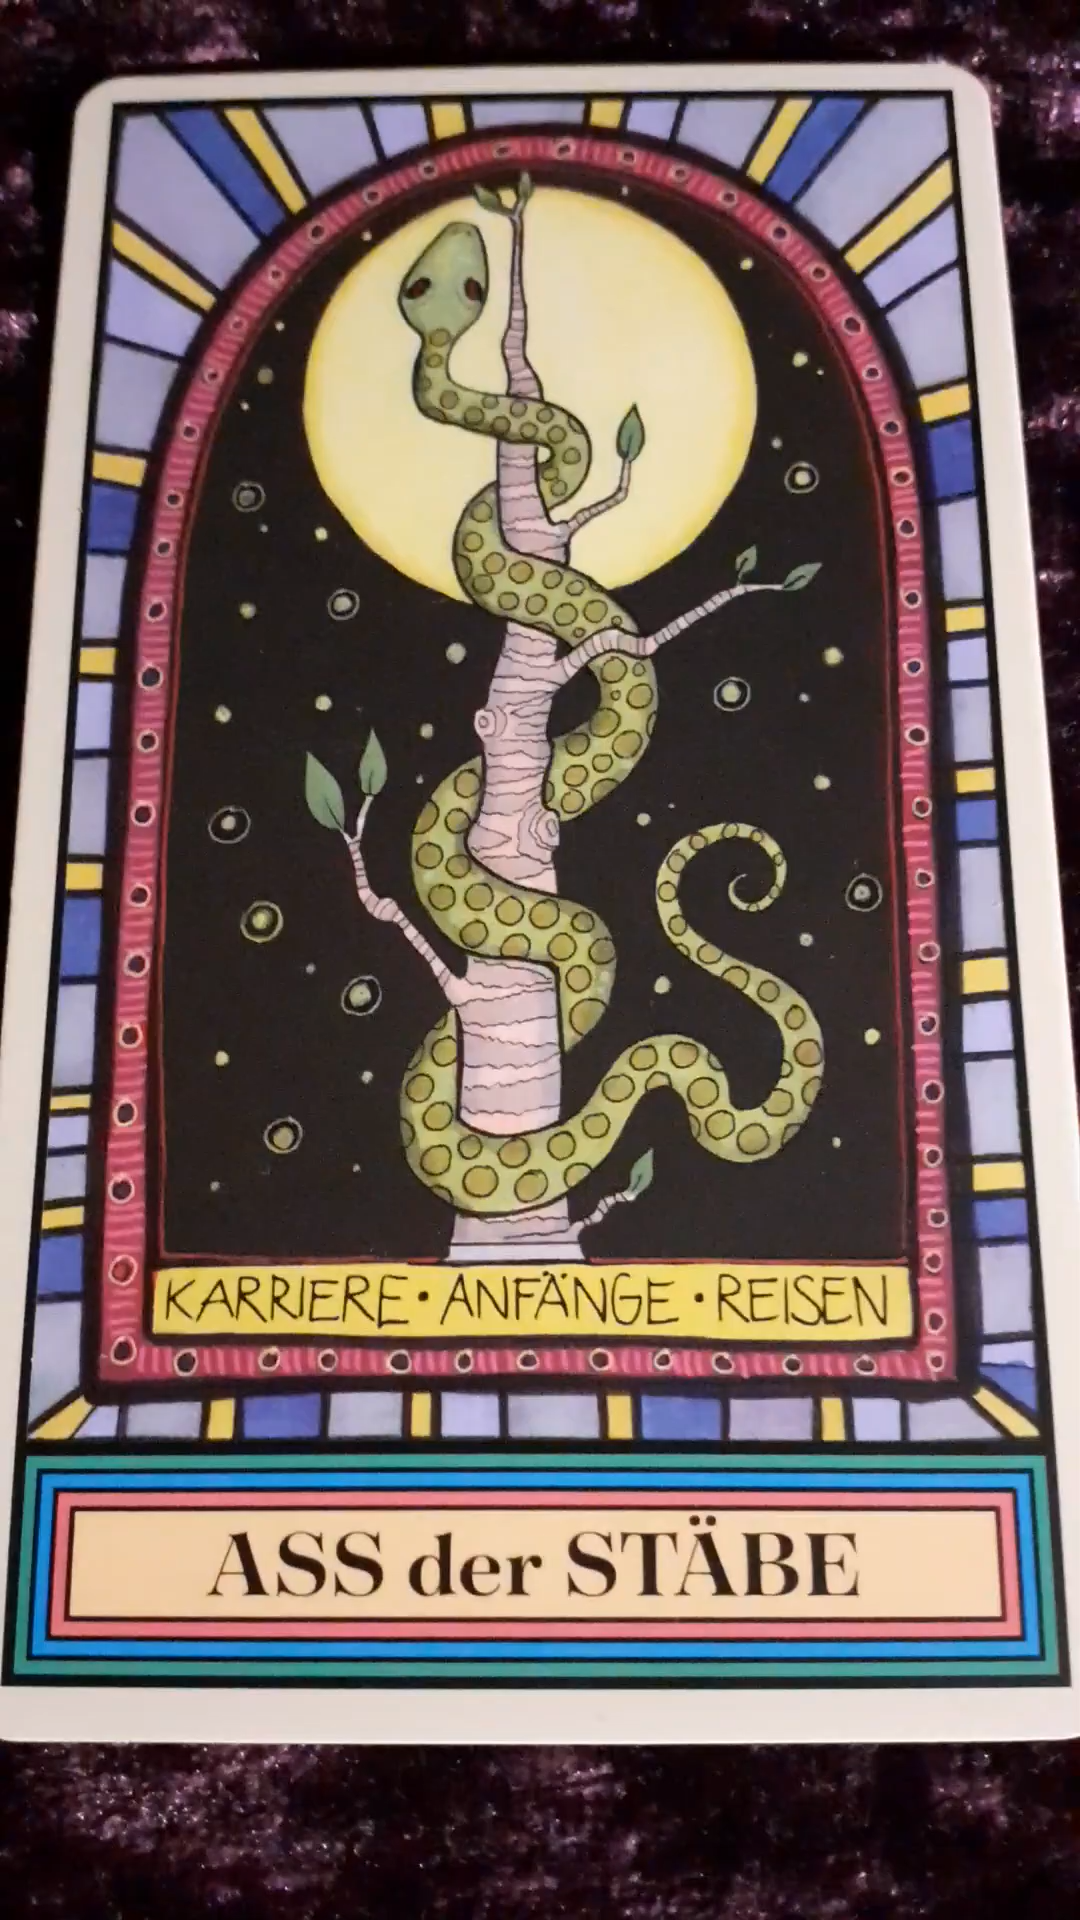 KARRIERE • ANFÄNGE • REISEN
ASS der STÄBE